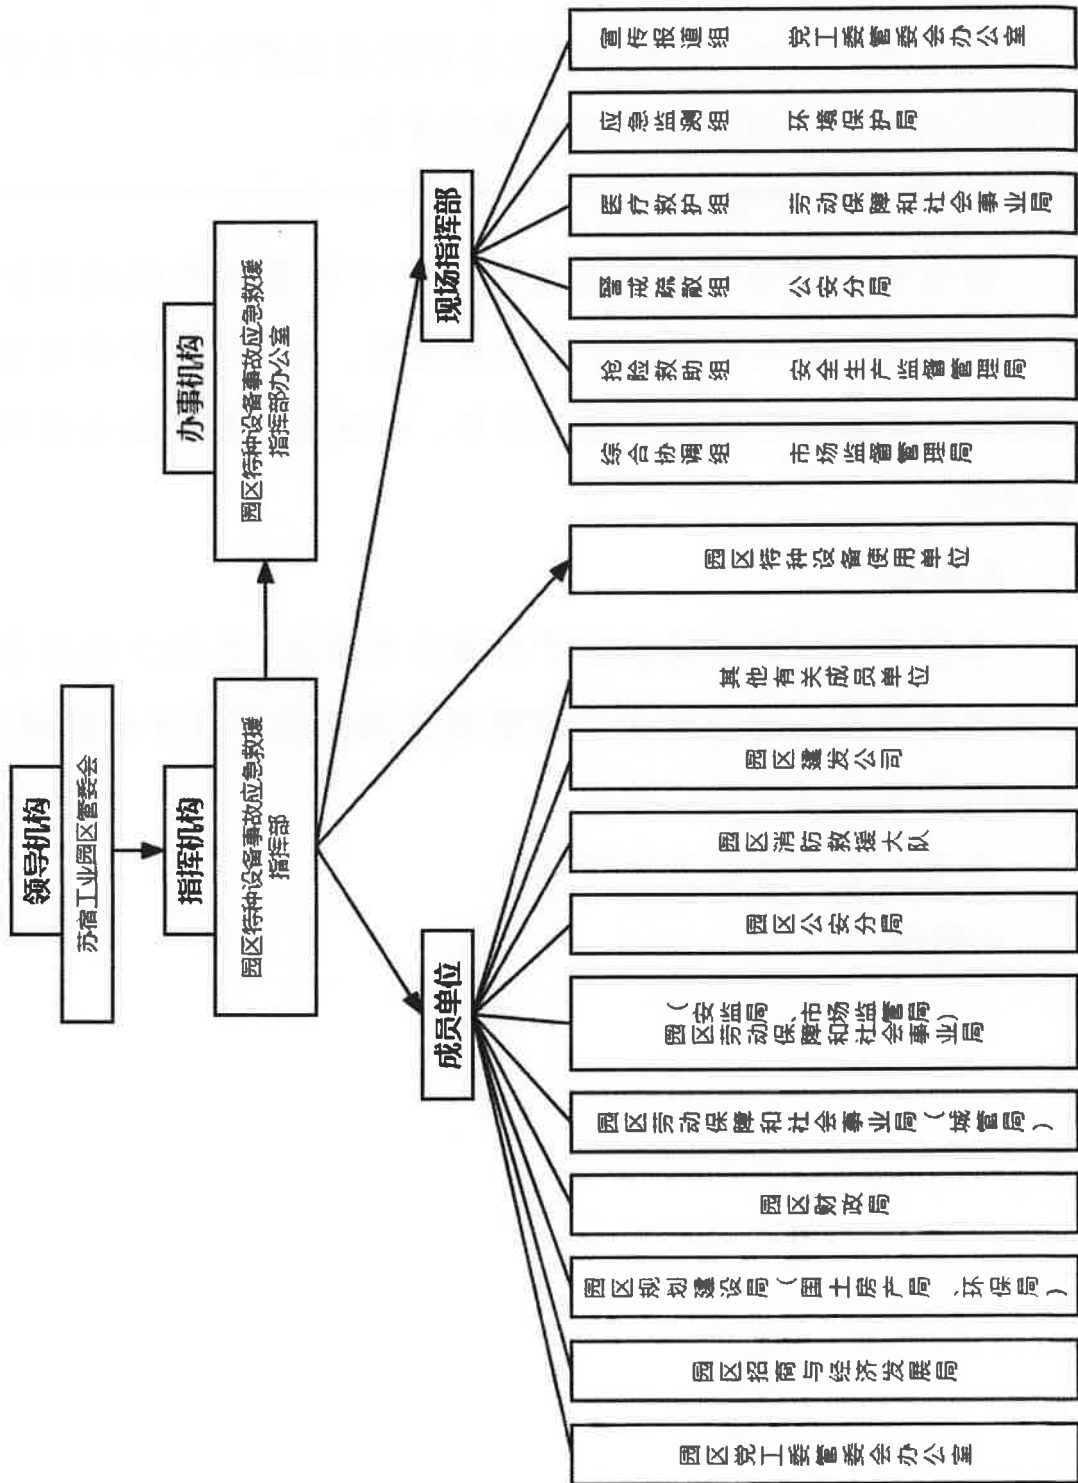 领导机构
苏宿工业园区管委会
指挥机构
园区特种设备事故应急救援
指挥部
办事机构
园区特种设备事故应急救援
指挥部办公室
成员单位
现场指挥部
园区党工委管委会办公室
园区招商与经济发展局
园区规划建设局（国土房产局、环保局）
园区财政局
园区劳动保障和社会事业局（城管局）
园区劳动保障和社会事业局
（安监局、市场监管局）
园区公安分局
园区消防救援大队
园区建发公司
其他有关成员单位
园区特种设备使用单位
综合协调组 市场监督管理局
抢险救助组 安全生产监督管理局
警戒疏散组 公安分局
医疗救护组 劳动保障和社会事业局
应急监测组 环境保护局
宣传报道组 党工委管委会办公室